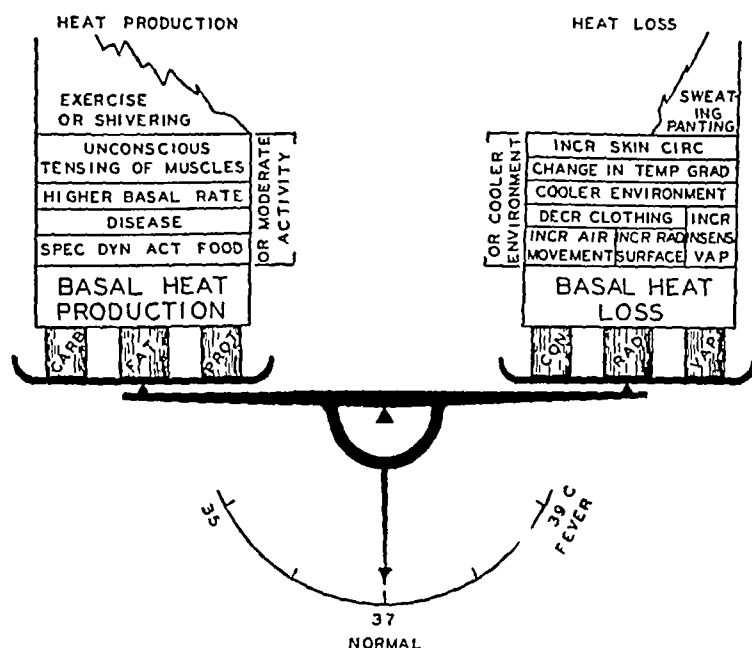 HEAT PRODUCTION
EXERCISE
OR SHIVERING
UNCONSCIOUS
TENSING OF MUSCLES
HIGHER BASAL RATE
DISEASE
SPEC DYN ACT FOOD
OR MODERATE
ACTIVITY
BASAL HEAT
PRODUCTION
CARB
FAT
PROT
HEAT LOSS
SWEAT-
ING
PANTING
INCR SKIN CIRC
CHANGE IN TEMP GRAD
COOLER ENVIRONMENT
DECR CLOTHING
INCR AIR
MOVEMENT
INCR RAD
SURFACE
INCR
INSENS
VAP
OR COOLER
ENVIRONMENT
BASAL HEAT
LOSS
CON
RAD
VAP
35
37
NORMAL
39 C
FEVER